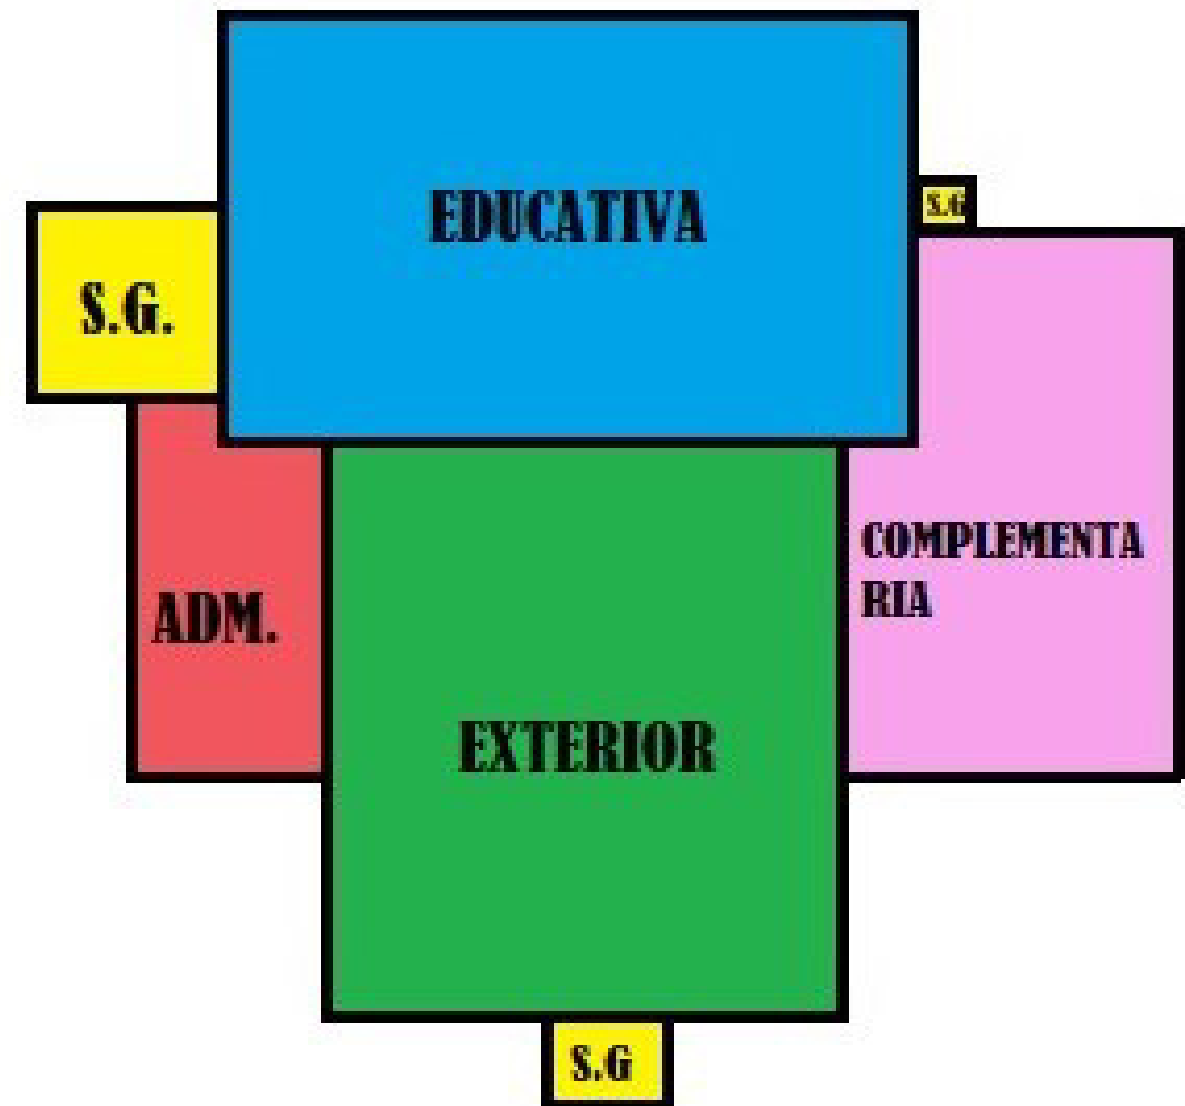 EDUCATIVA
S.G
S.G.
COMPLEMENTA
RIA
ADM.
EXTERIOR
S.G